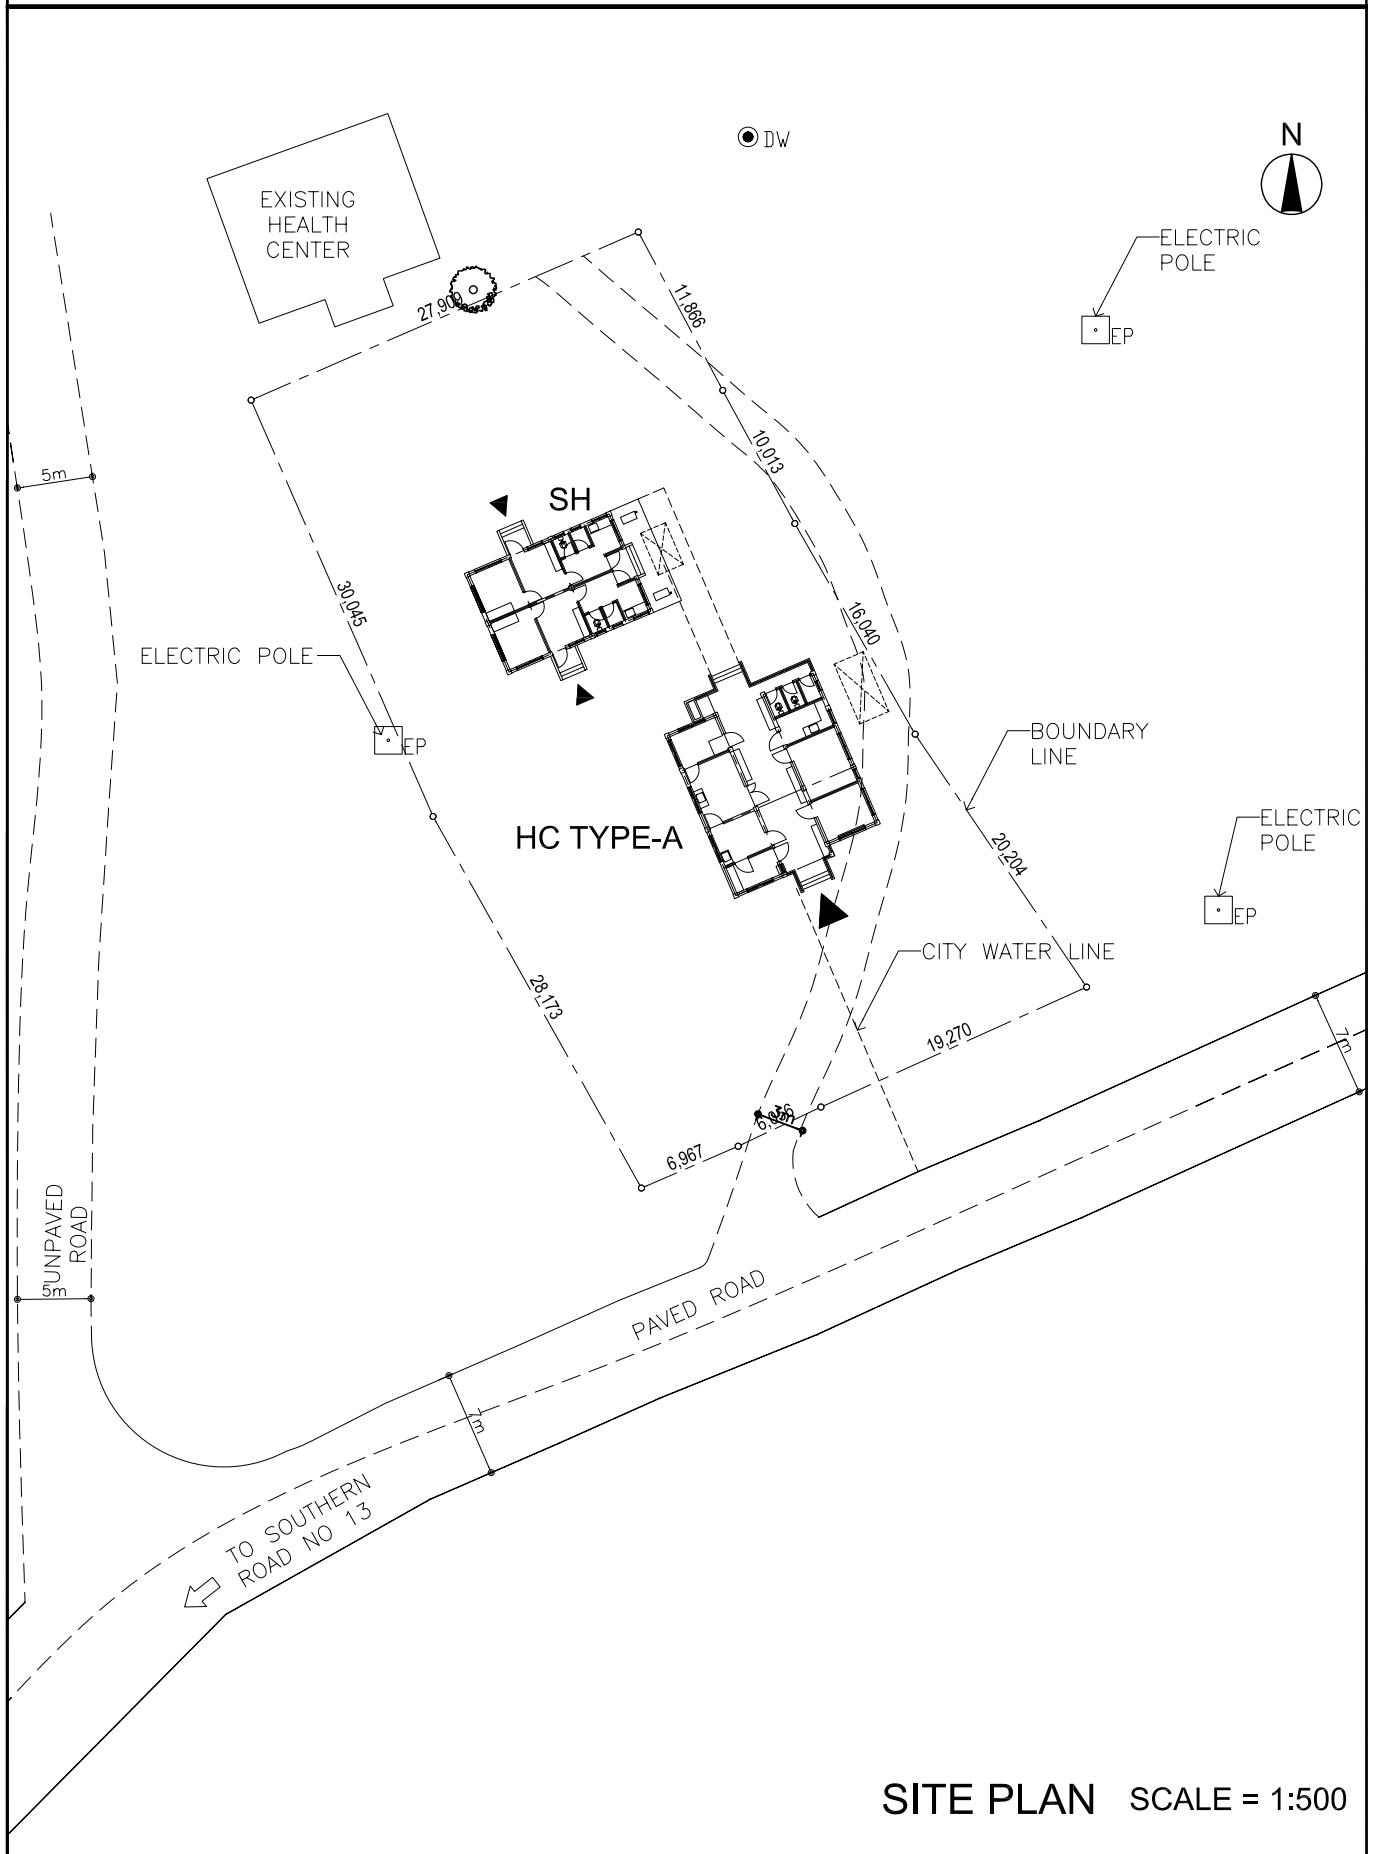 DW
N
EXISTING
HEALTH
CENTER
ELECTRIC
POLE
EP
27,909
11,866
10,013
5m
SH
30,045
16,040
ELECTRIC POLE
EP
BOUNDARY
LINE
HC TYPE-A
20,204
ELECTRIC
POLE
EP
CITY WATER LINE
28,173
19,270
7m
3m
6,967
UNPAVED
ROAD
5m
PAVED ROAD
7m
TO SOUTHERN
ROAD NO 13
SITE PLAN SCALE = 1:500